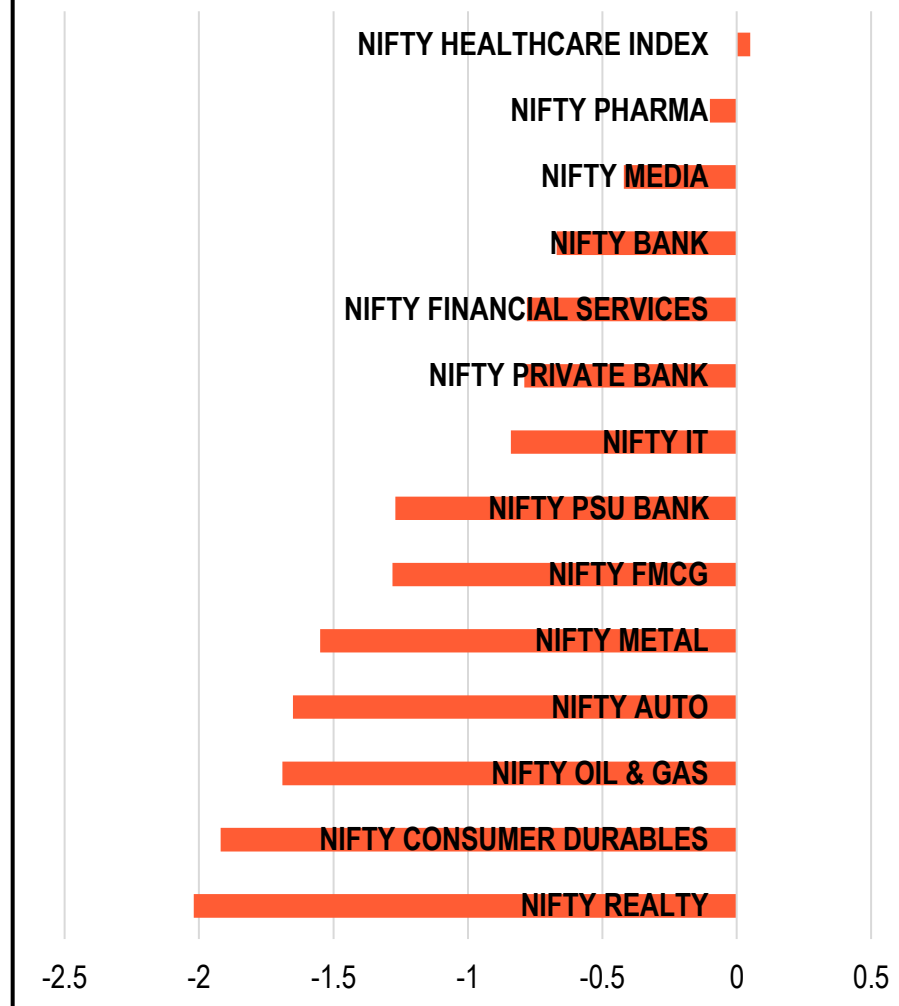 NIFTY HEALTHCARE INDEX
NIFTY PHARMA
NIFTY MEDIA
NIFTY BANK
NIFTY FINANCIAL SERVICES
NIFTY PRIVATE BANK
NIFTY IT
NIFTY PSU BANK
NIFTY FMCG
NIFTY METAL
NIFTY AUTO
NIFTY OIL & GAS
NIFTY CONSUMER DURABLES
NIFTY REALTY
-2.5 -2 -1.5 -1 -0.5 0 0.5